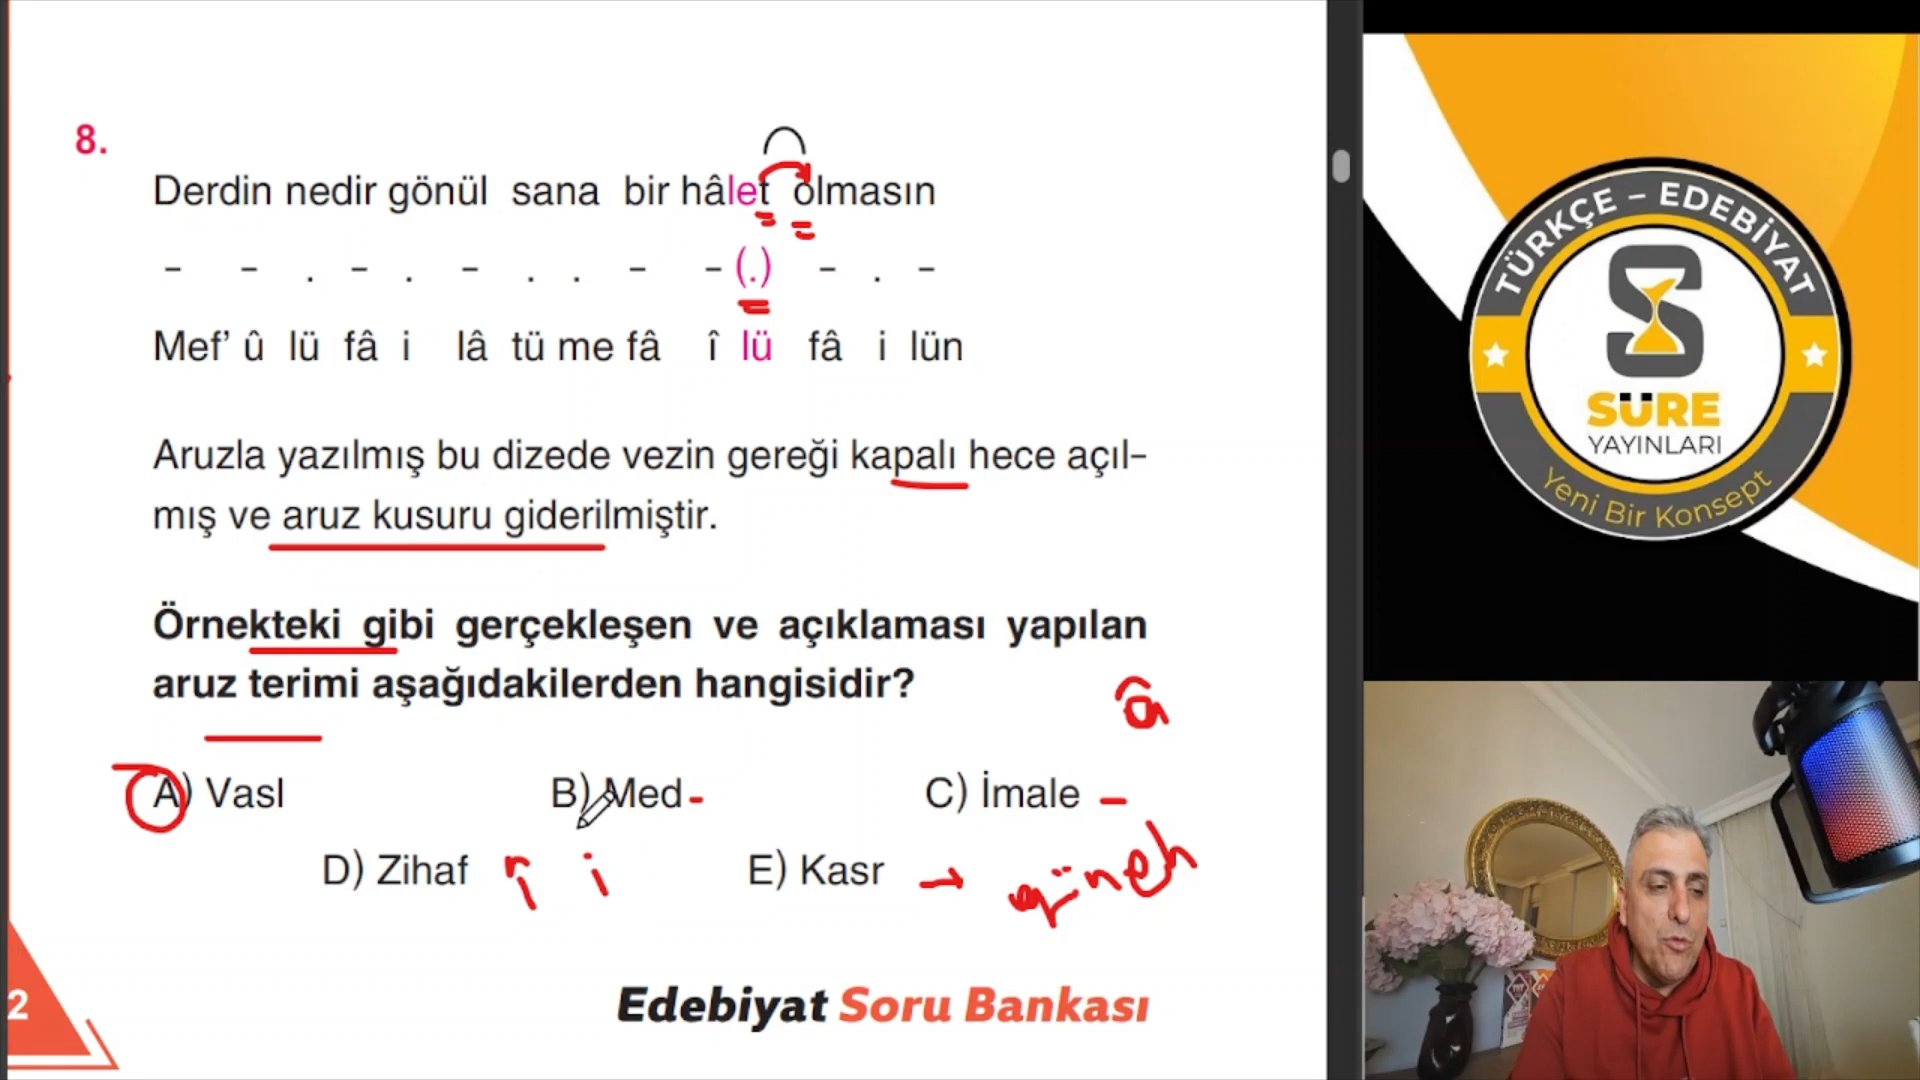 8.
Derdin nedir gönül sana bir hâlet olmasın
– – . – . – . . – – (.) – . –
Mef’ û lü fâ i lâ tü me fâ î lü fâ i lün
Aruzla yazılmış bu dizede vezin gereği kapalı hece açıl–
mış ve aruz kusuru giderilmiştir.
Örnekteki gibi gerçekleşen ve açıklaması yapılan
aruz terimi aşağıdakilerden hangisidir?
â
A) Vasl B) Med - C) İmale –
D) Zihaf î i E) Kasr → güneh
2
Edebiyat Soru Bankası
TÜRKÇE – EDEBİYAT
S
SÜRE
YAYINLARI
Yeni Bir Konsept